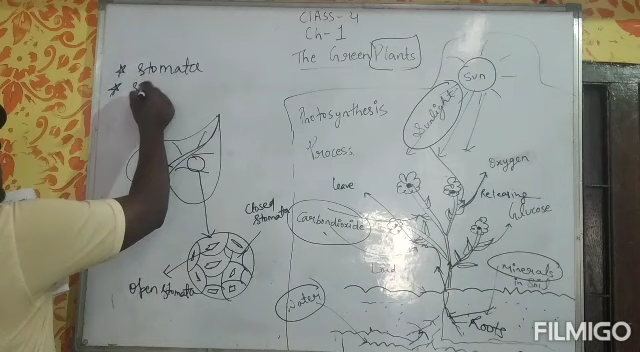 CLASS-4
Ch-1
The Green Plants
* Stomata
* S
Sun
Sunlight
Photosynthesis
Process
Oxygen
Leave
Releasing
Glucose
Closed
Stomata
Carbondioxide
Land
Minerals
in Soil
Open Stomata
Water
Roots
FILMIGO